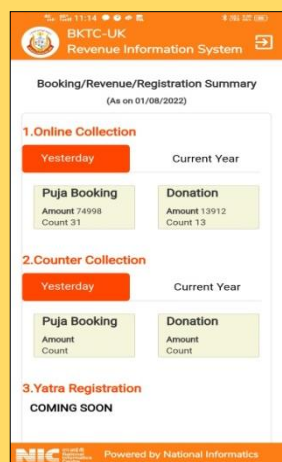 11:14
BKTC-UK
Revenue Information System
Booking/Revenue/Registration Summary
(As on 01/08/2022)
1.Online Collection
Yesterday Current Year
Puja Booking Donation
Amount 74998 Amount 13912
Count 31 Count 13
2.Counter Collection
Yesterday Current Year
Puja Booking Donation
Amount Amount
Count Count
3.Yatra Registration
COMING SOON
NIC Powered by National Informatics